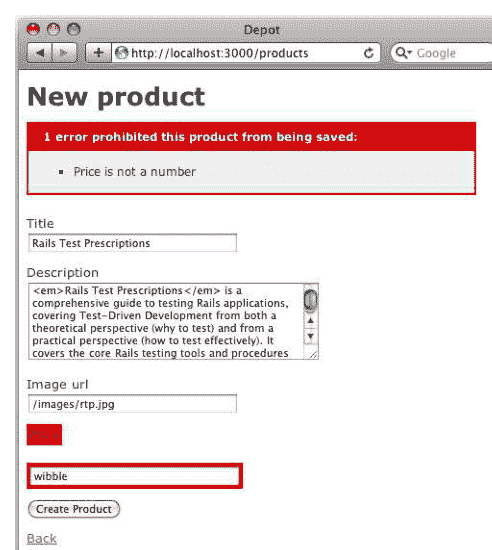 Depot
http://localhost:3000/products
Google
New product
1 error prohibited this product from being saved:
Price is not a number
Title
Rails Test Prescriptions
Description
<em>Rails Test Prescriptions</em> is a
comprehensive guide to testing Rails applications,
covering Test-Driven Development from both a
theoretical perspective (why to test) and from a
practical perspective (how to test effectively). It
covers the core Rails testing tools and procedures
Image url
/images/rtp.jpg
wibble
Create Product
Back